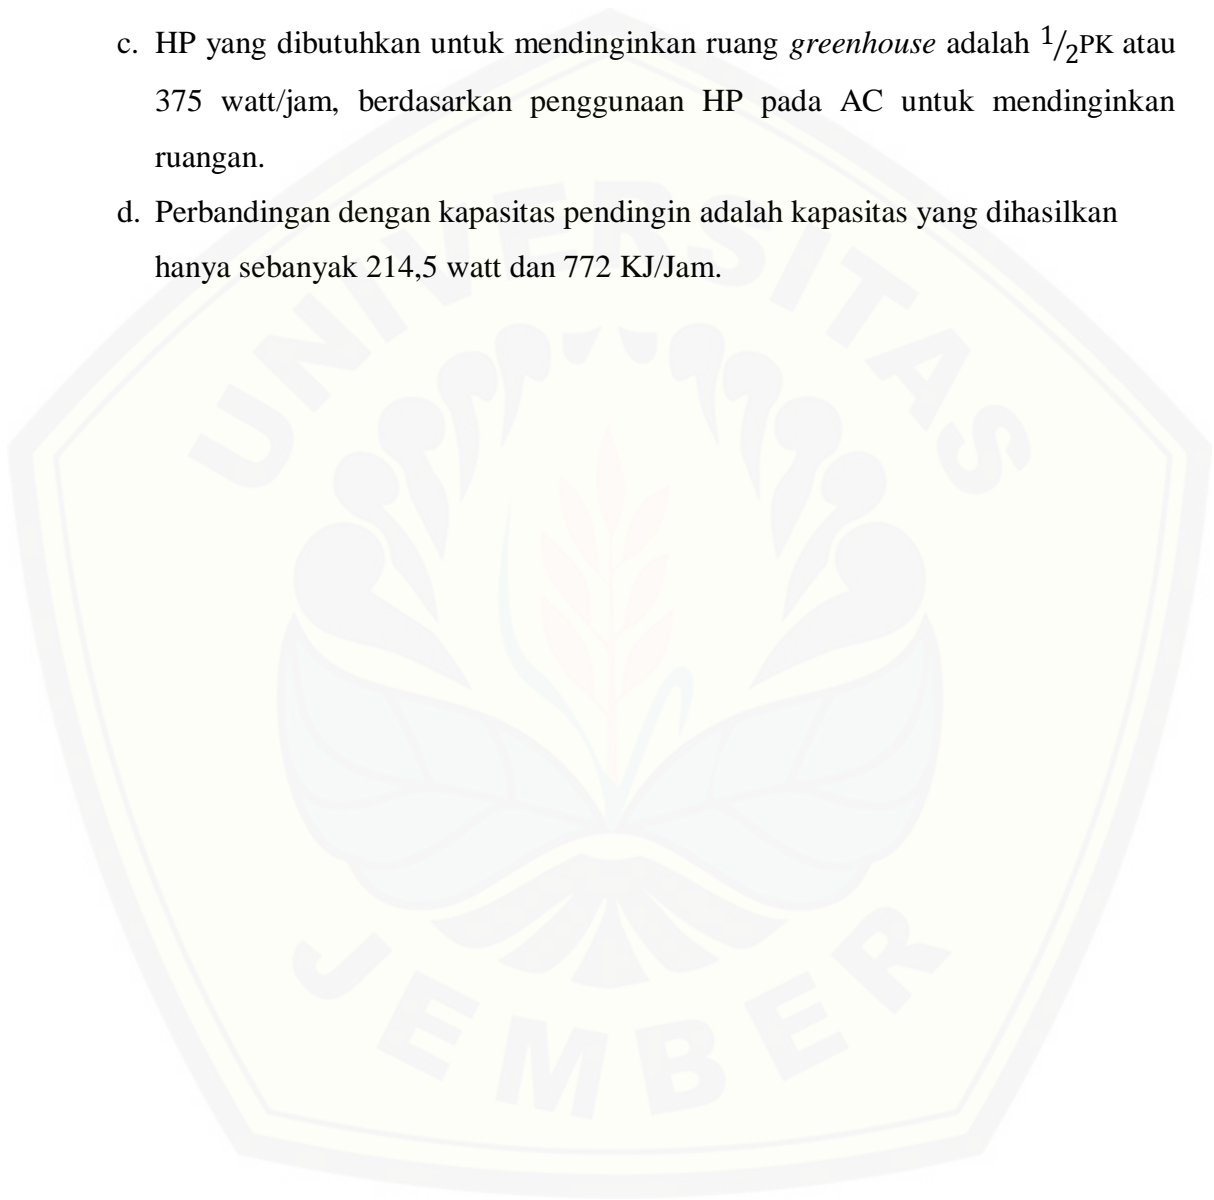 c. HP yang dibutuhkan untuk mendinginkan ruang greenhouse adalah 1/2PK atau
375 watt/jam, berdasarkan penggunaan HP pada AC untuk mendinginkan
ruangan.
d. Perbandingan dengan kapasitas pendingin adalah kapasitas yang dihasilkan
hanya sebanyak 214,5 watt dan 772 KJ/Jam.
UNIVERSITAS
JEMBER